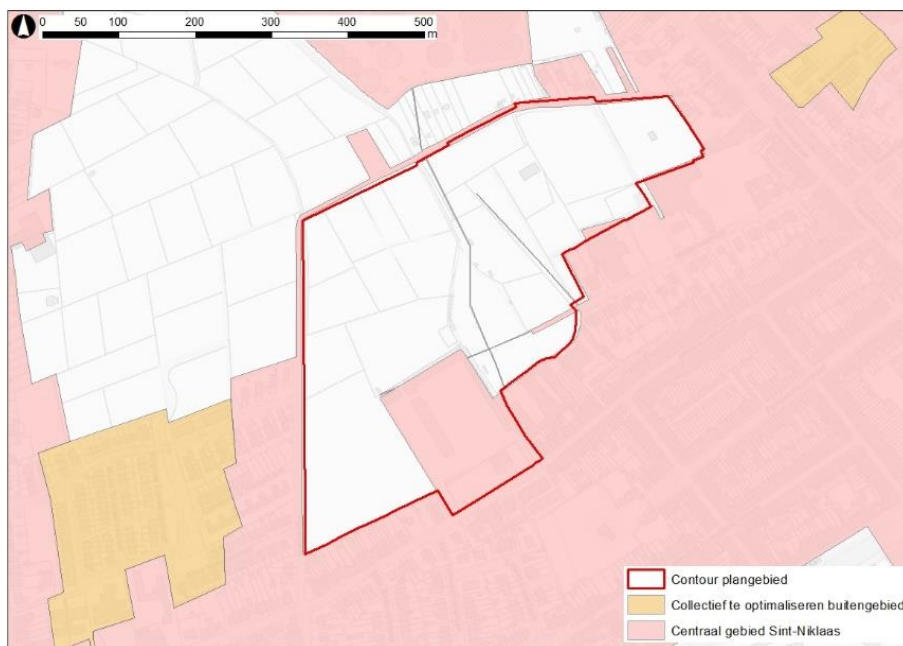 0 50 100 200 300 400 500
m
Contour plangebied
Collectief te optimaliseren buitengebied
Centraal gebied Sint-Niklaas